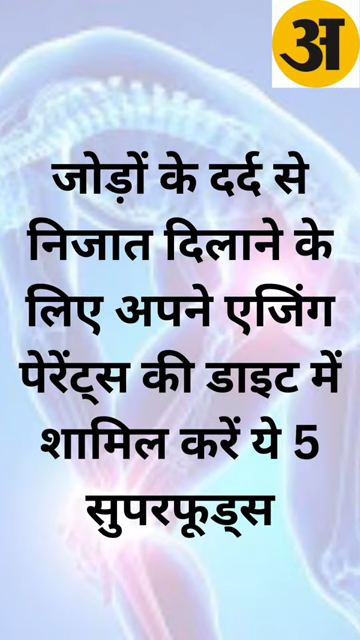 अ
जोड़ों के दर्द से
निजात दिलाने के
लिए अपने एजिंग
पेरेंट्स की डाइट में
शामिल करें ये 5
सुपरफूड्स